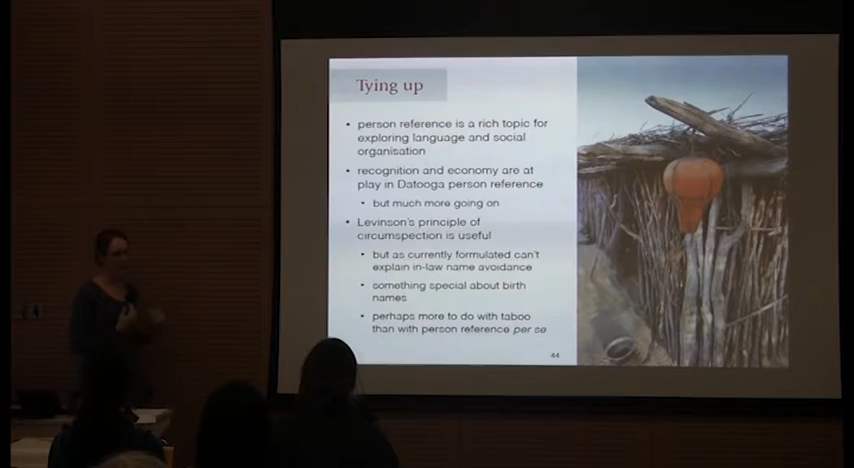 Tying up
• person reference is a rich topic for
exploring language and social
organisation
• recognition and economy are at
play in Datooga person reference
• but much more going on
• Levinson's principle of
circumspection is useful
• but as currently formulated can't
explain in-law name avoidance
• something special about birth
names
• perhaps more to do with taboo
than with person reference per se
44